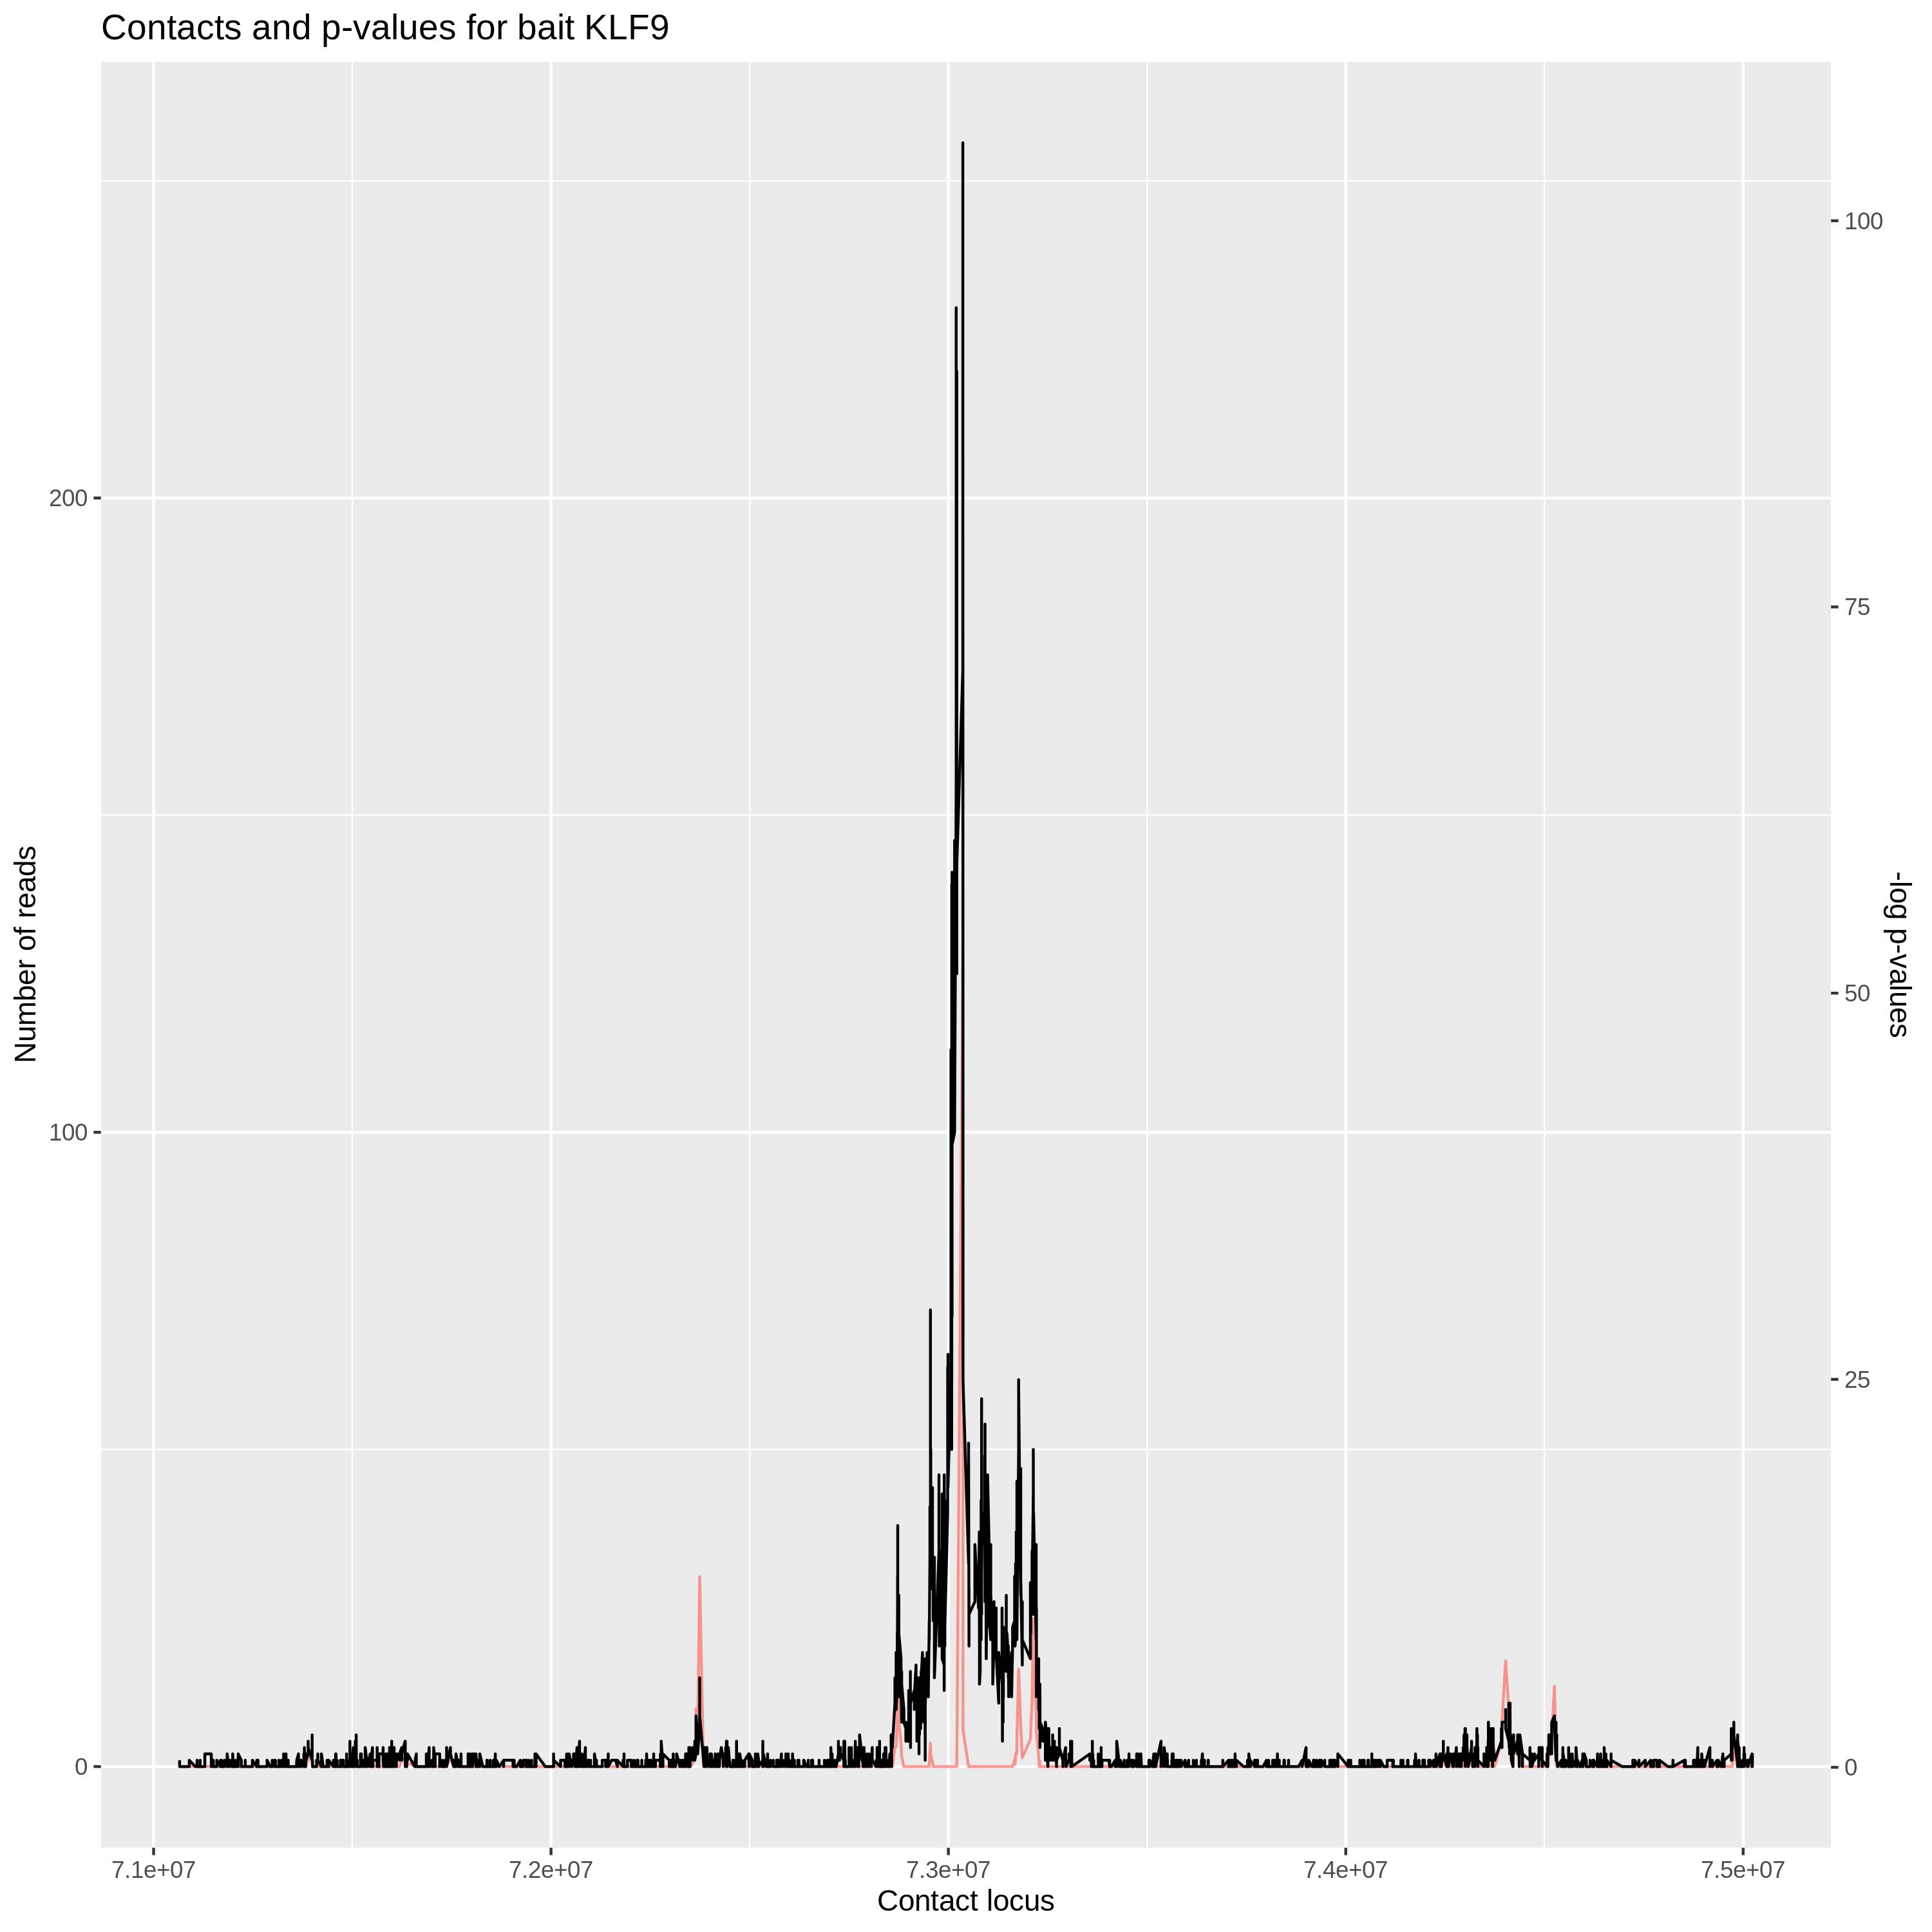 Contacts and p-values for bait KLF9
Number of reads
200
100
0
100
75
50
25
0
-log p-values
7.1e+07 7.2e+07 7.3e+07 7.4e+07 7.5e+07
Contact locus